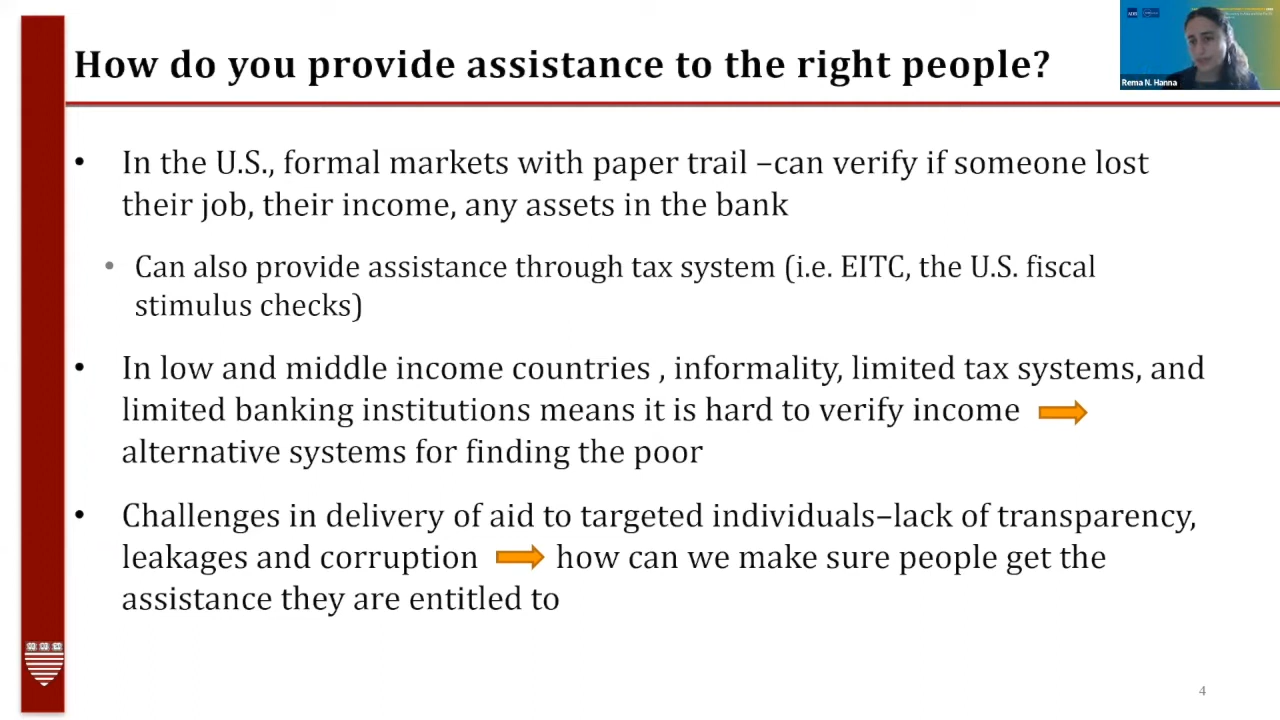 How do you provide assistance to the right people?
Rema N. Hanna
• In the U.S., formal markets with paper trail –can verify if someone lost
their job, their income, any assets in the bank
• Can also provide assistance through tax system (i.e. EITC, the U.S. fiscal
stimulus checks)
• In low and middle income countries , informality, limited tax systems, and
limited banking institutions means it is hard to verify income
alternative systems for finding the poor
• Challenges in delivery of aid to targeted individuals–lack of transparency,
leakages and corruption how can we make sure people get the
assistance they are entitled to
4